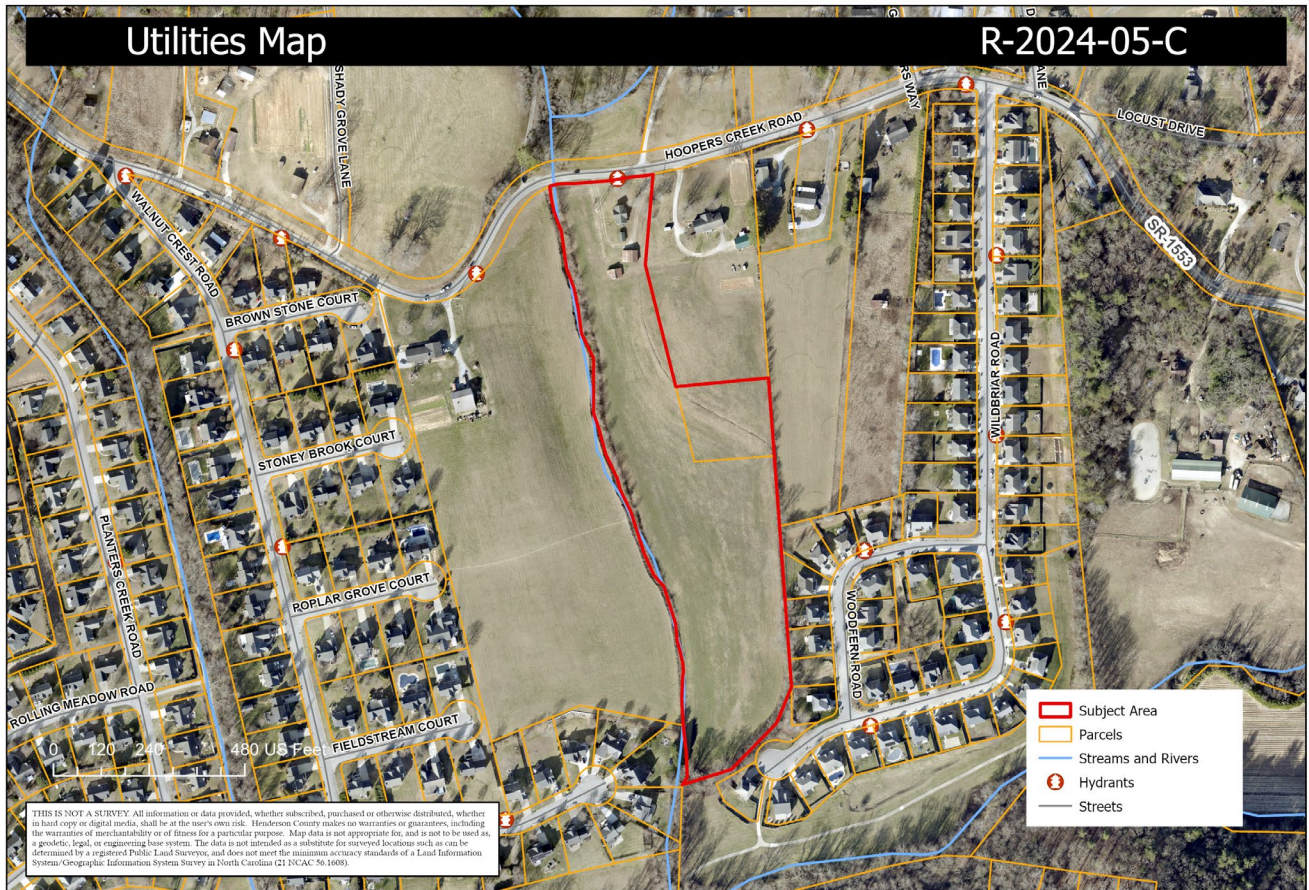 Utilities Map
R-2024-05-C
SHADY GROVE LANE
HOOPERS CREEK ROAD
RS WAY
ANE
LOCUST DRIVE
SR-1553
WALNUT CREST ROAD
BROWN STONE COURT
WILDBRIAR ROAD
STONEY BROOK COURT
PLANTERS CREEK ROAD
POPLAR GROVE COURT
WOODFERN ROAD
ROLLING MEADOW ROAD
FIELDSTREAM COURT
0 120 240 480 US Feet
Subject Area
Parcels
Streams and Rivers
Hydrants
Streets
THIS IS NOT A SURVEY. All information or data provided, whether subscribed, purchased or otherwise distributed, whether
in hard copy or digital media, shall be at the user's own risk. Henderson County makes no warranties or guarantees, including
the warranties of merchantability or of fitness for a particular purpose. Map data is not appropriate for, and is not to be used as,
a geodetic, legal, or engineering base system. The data is not intended as a substitute for surveyed locations such as can be
determined by a registered Public Land Surveyor, and does not meet the minimum accuracy standards of a Land Information
System/Geographic Information System Survey in North Carolina (21 NCAC 56.1608).